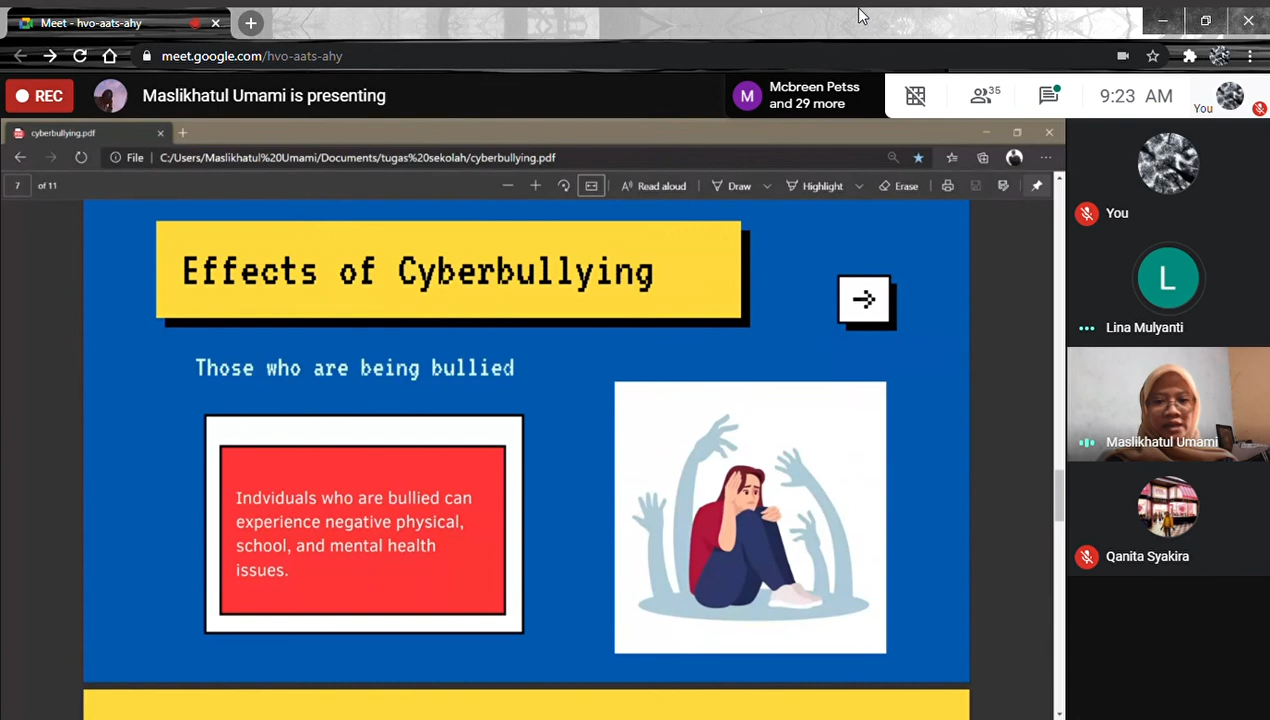 Meet - hvo-aats-ahy
meet.google.com/hvo-aats-ahy
REC
Maslikhatul Umami is presenting
M
Mcbreen Petss
and 29 more
35
9:23 AM
You
cyberbullying.pdf
File
C:/Users/Maslikhatul%20Umami/Documents/tugas%20sekolah/cyberbullying.pdf
7 of 11
Read aloud
Draw
Highlight
Erase
Effects of Cyberbullying
Those who are being bullied
Indviduals who are bullied can
experience negative physical,
school, and mental health
issues.
You
L
Lina Mulyanti
Maslikhatul Umami
Qanita Syakira